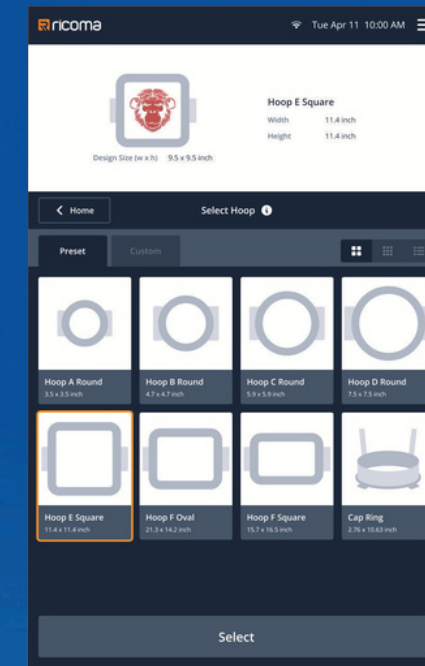 ricoma
Tue Apr 11 10:00 AM
Hoop E Square
Width 11.4 inch
Height 11.4 inch
Design Size (w x h) 9.5 x 9.5 inch
Home Select Hoop
Preset Custom
Hoop A Round Hoop B Round Hoop C Round Hoop D Round
3.5 x 3.5 inch 4.7 x 4.7 inch 5.9 x 5.9 inch 7.5 x 7.5 inch
Hoop E Square Hoop F Oval Hoop F Square Cap Ring
11.4 x 11.4 inch 21.3 x 14.2 inch 15.7 x 16.5 inch 2.76 x 10.63 inch
Select